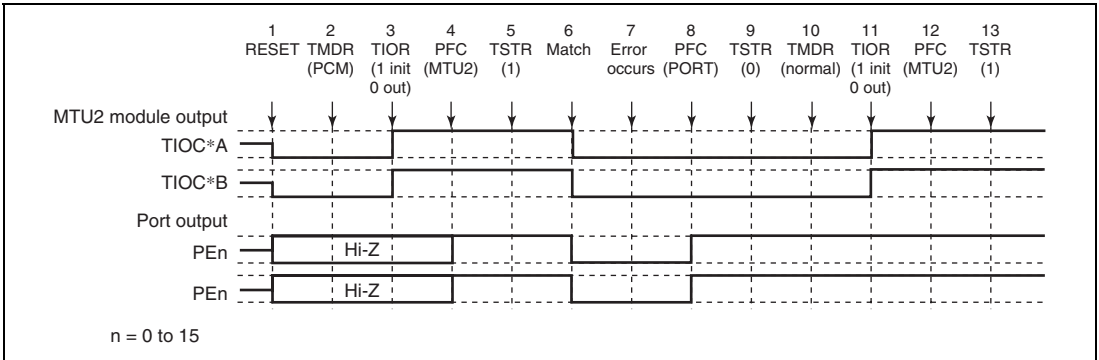 1 2 3 4 5 6 7 8 9 10 11 12 13
RESET TMDR TIOR PFC TSTR Match Error PFC TSTR TMDR TIOR PFC TSTR
(PCM) (1 init (MTU2) (1) occurs (PORT) (0) (normal) (1 init (MTU2) (1)
0 out) 0 out)
MTU2 module output
TIOC*A
TIOC*B
Port output
PEn Hi-Z
PEn Hi-Z
n = 0 to 15